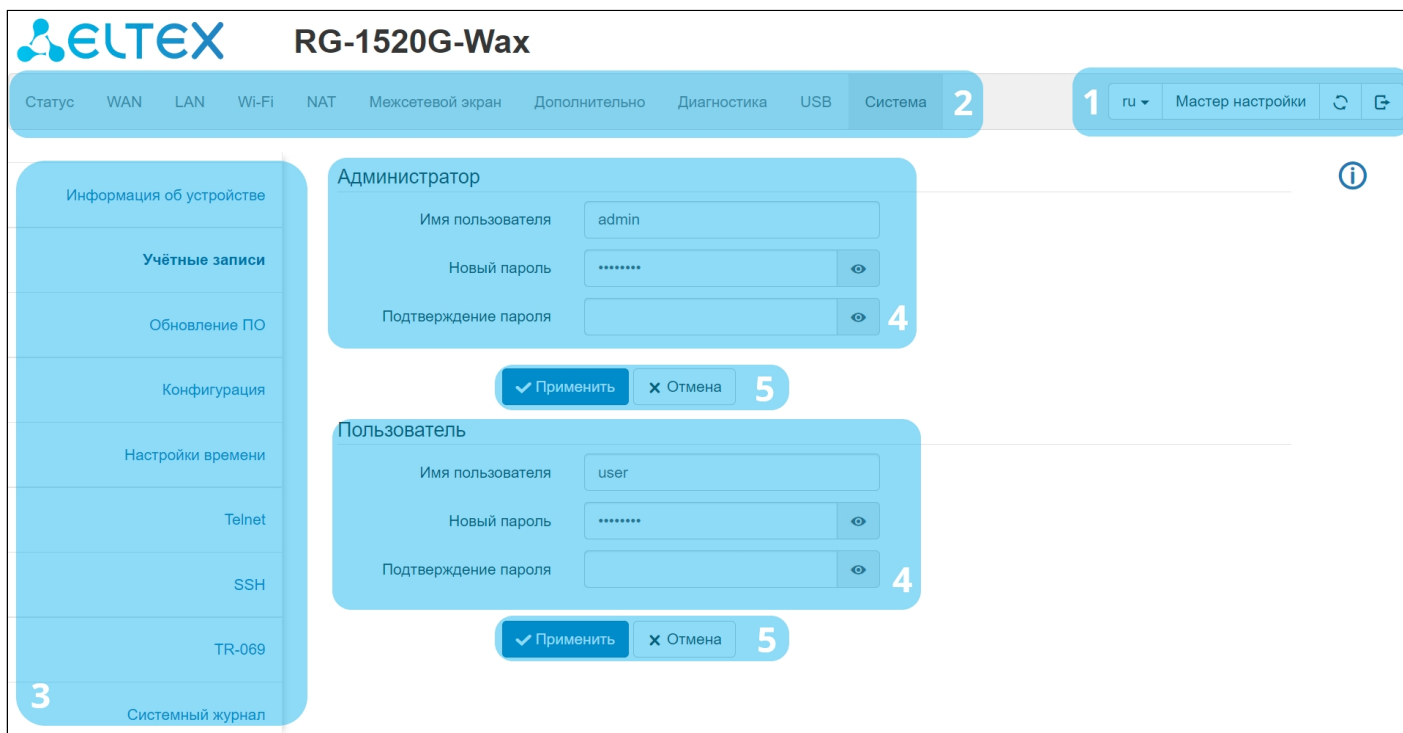 ELTEX RG-1520G-Wax
Статус WAN LAN Wi-Fi NAT Межсетевой экран Дополнительно Диагностика USB Система 2 1 ru Мастер настройки
Информация об устройстве
Учётные записи
Обновление ПО
Конфигурация
Настройки времени
Telnet
SSH
TR-069
3
Системный журнал
Администратор
Имя пользователя admin
Новый пароль ••••••••
Подтверждение пароля 4
Применить Отмена 5
Пользователь
Имя пользователя user
Новый пароль ••••••••
Подтверждение пароля 4
Применить Отмена 5